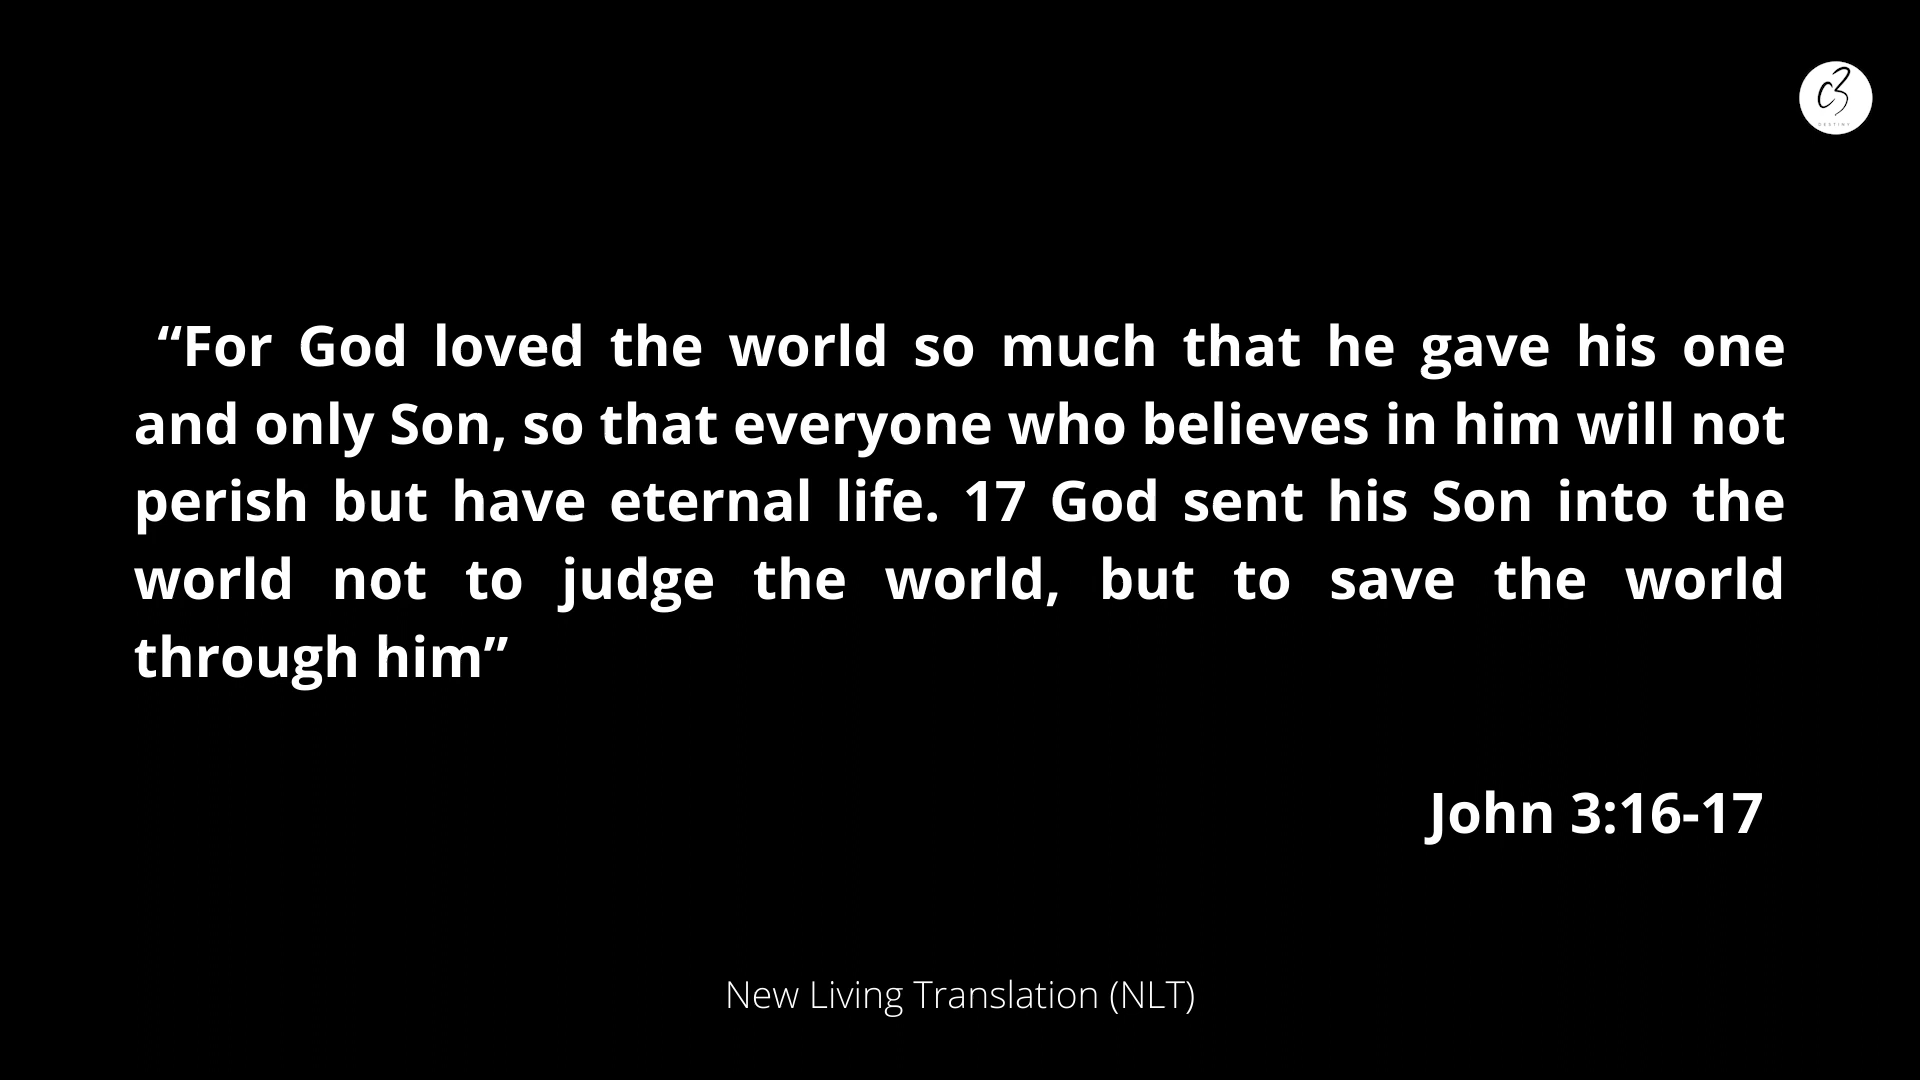 C3
DESTINY
“For God loved the world so much that he gave his one
and only Son, so that everyone who believes in him will not
perish but have eternal life. 17 God sent his Son into the
world not to judge the world, but to save the world
through him”
John 3:16-17
New Living Translation (NLT)